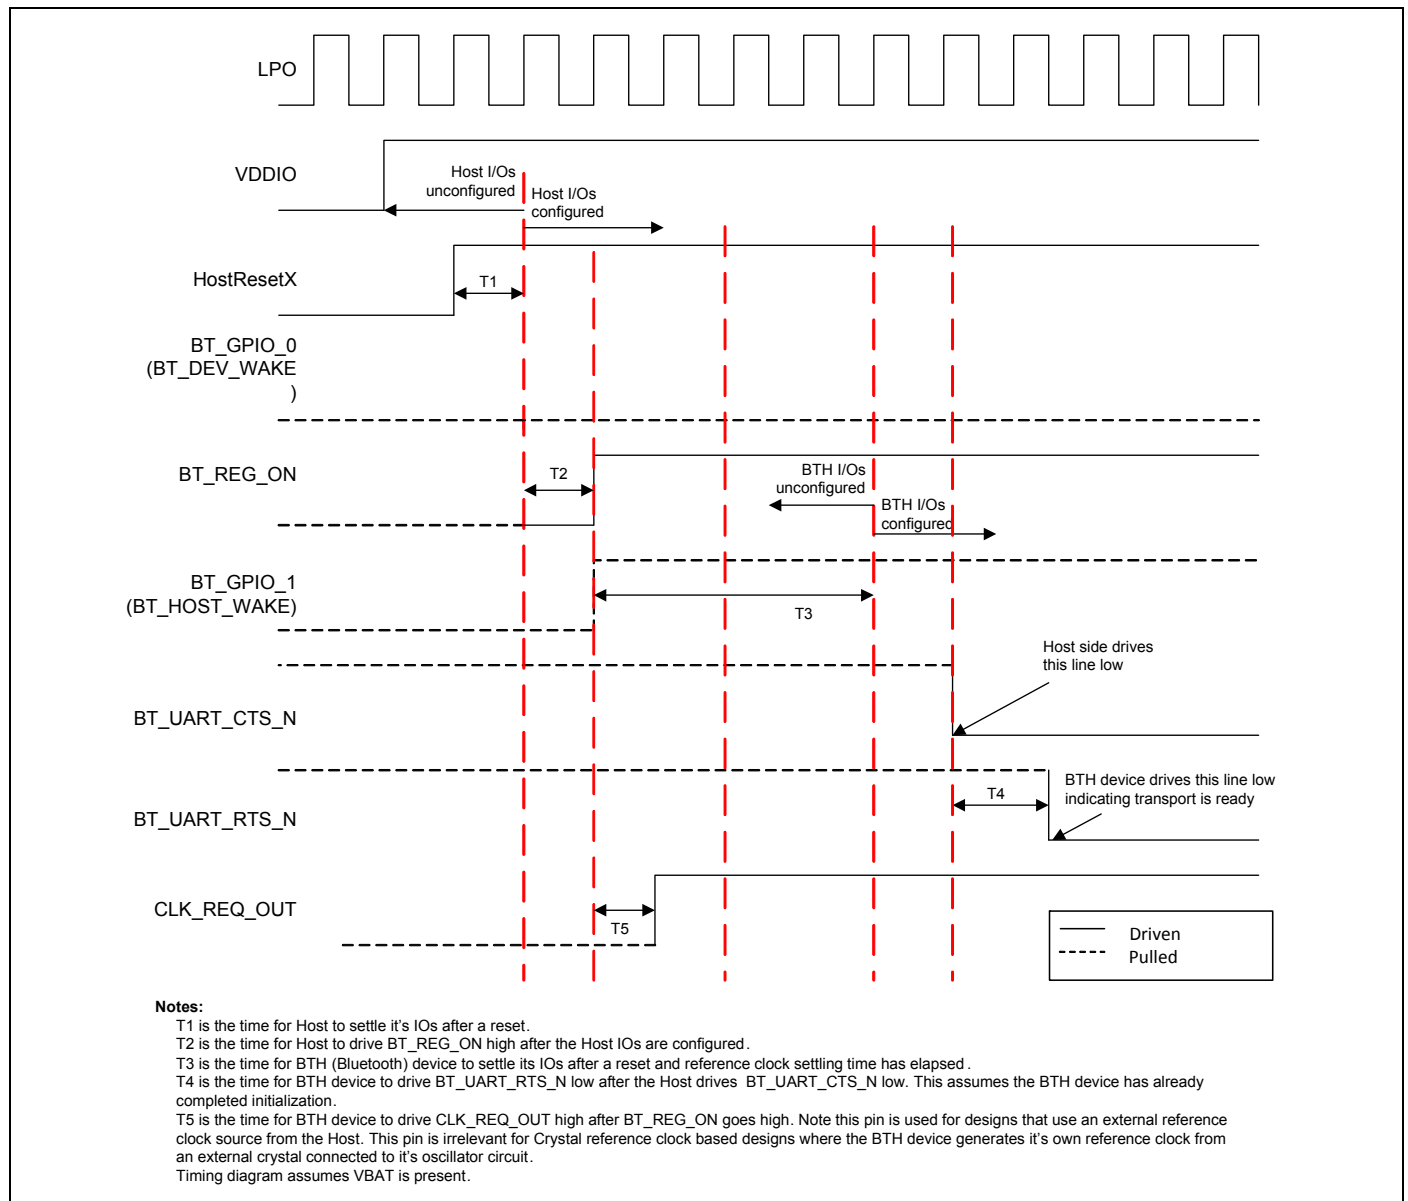 LPO
VDDIO
Host I/Os
unconfigured
Host I/Os
configured
HostResetX
T1
BT_GPIO_0
(BT_DEV_WAKE
)
BT_REG_ON
T2
BTH I/Os
unconfigured
BTH I/Os
configured
BT_GPIO_1
(BT_HOST_WAKE)
T3
Host side drives
this line low
BT_UART_CTS_N
BTH device drives this line low
indicating transport is ready
T4
BT_UART_RTS_N
CLK_REQ_OUT
T5
Driven
Pulled
Notes:
T1 is the time for Host to settle it's IOs after a reset.
T2 is the time for Host to drive BT_REG_ON high after the Host IOs are configured.
T3 is the time for BTH (Bluetooth) device to settle its IOs after a reset and reference clock settling time has elapsed.
T4 is the time for BTH device to drive BT_UART_RTS_N low after the Host drives BT_UART_CTS_N low. This assumes the BTH device has already
completed initialization.
T5 is the time for BTH device to drive CLK_REQ_OUT high after BT_REG_ON goes high. Note this pin is used for designs that use an external reference
clock source from the Host. This pin is irrelevant for Crystal reference clock based designs where the BTH device generates it's own reference clock from
an external crystal connected to it's oscillator circuit.
Timing diagram assumes VBAT is present.